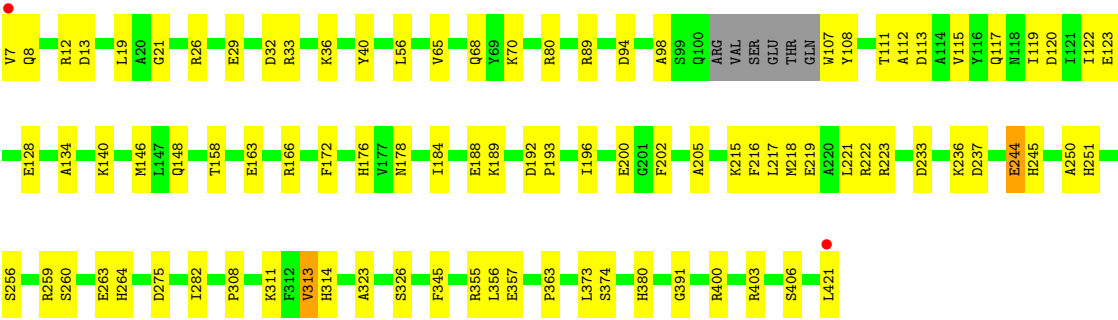 V7 Q8 R12 D13 L19 A20 G21 R26 E29 D32 R33 K36 Y40 L56 V65 Q68 Y69 K70 R80 R89 D94 A98 S99 Q100 ARG VAL SER GLU THR GLN W107 Y108 T111 A112 D113 A114 V115 Y116 Q117 N118 I119 D120 I121 I122 E123
E128 A134 K140 M146 L147 Q148 T158 E163 R166 F172 H176 V177 N178 I184 E188 K189 D192 P193 I196 E200 G201 F202 A205 K215 F216 L217 M218 E219 A220 L221 R222 R223 D233 K236 D237 E244 H245 A250 H251
S256 R259 S260 E263 H264 D275 I282 P308 K311 F312 V313 H314 A323 S326 F345 R355 L356 E357 P363 L373 S374 H380 G391 R400 R403 S406 L421